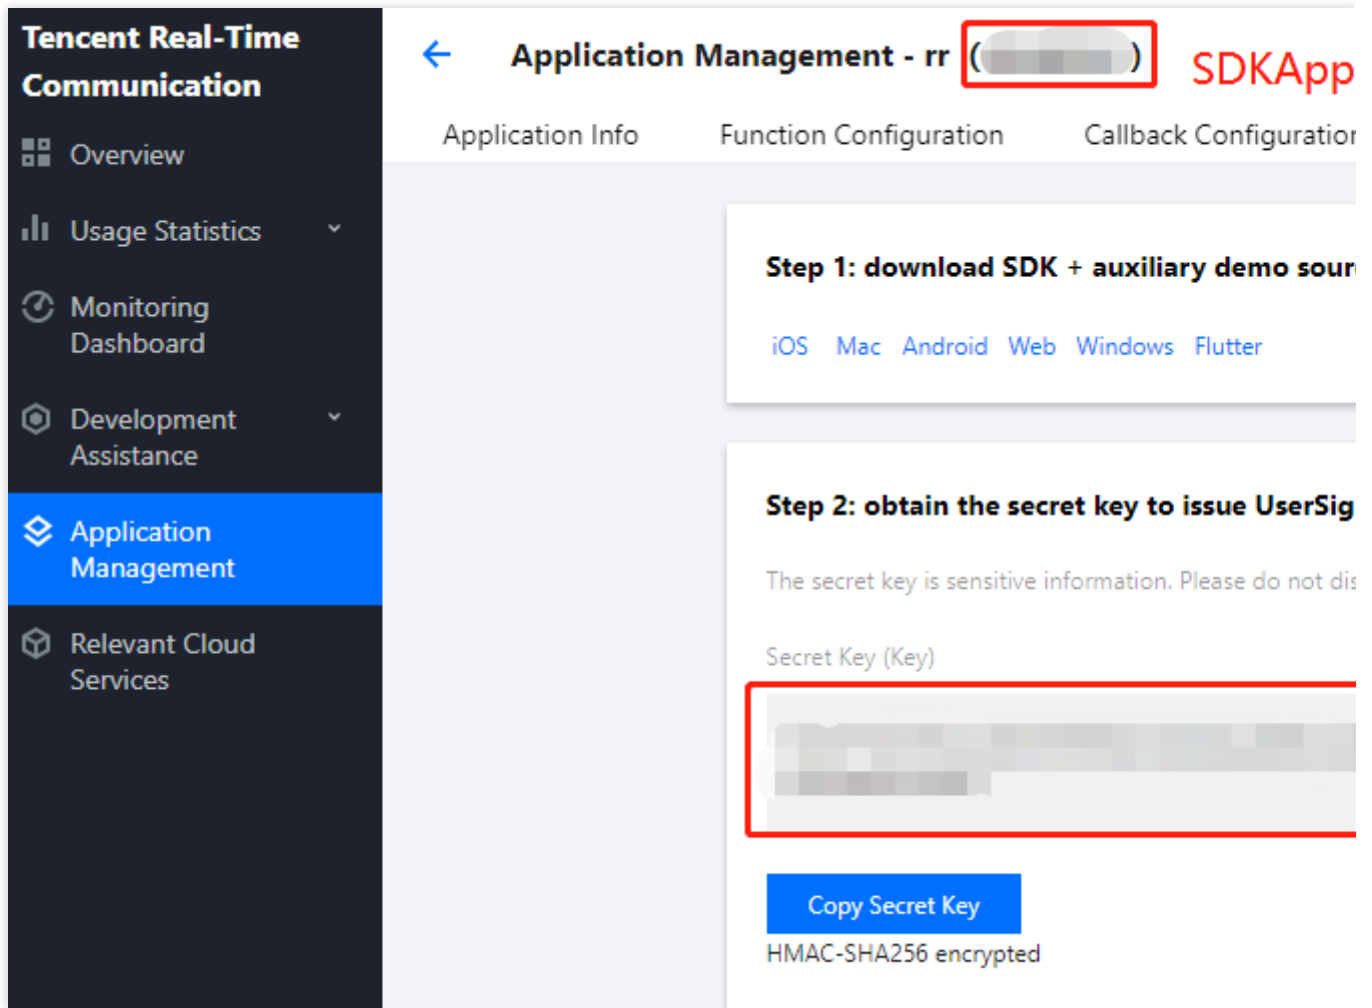 Tencent Real-Time
Communication
Overview
Usage Statistics
Monitoring
Dashboard
Development
Assistance
Application
Management
Relevant Cloud
Services
Application Management - rr ( )
SDKApp
Application Info
Function Configuration
Callback Configuration
Step 1: download SDK + auxiliary demo sour
iOS Mac Android Web Windows Flutter
Step 2: obtain the secret key to issue UserSig
The secret key is sensitive information. Please do not dis
Secret Key (Key)
Copy Secret Key
HMAC-SHA256 encrypted